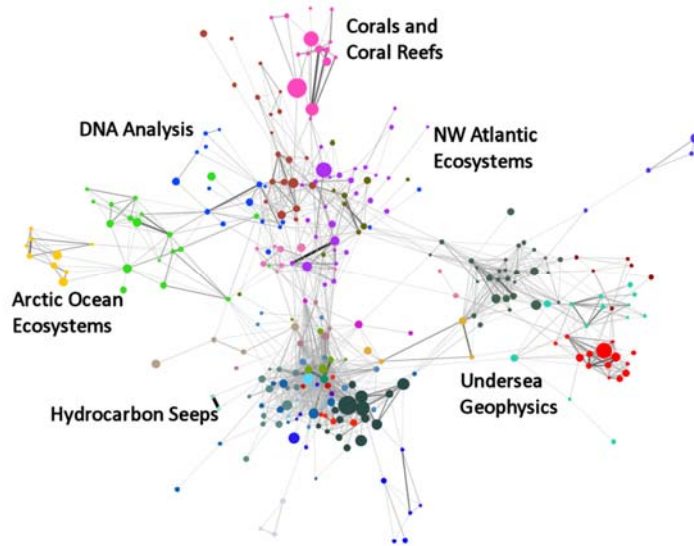 Corals and
Coral Reefs
DNA Analysis
NW Atlantic
Ecosystems
Arctic Ocean
Ecosystems
Undersea
Geophysics
Hydrocarbon Seeps